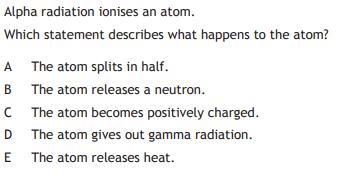 Alpha radiation ionises an atom.
Which statement describes what happens to the atom?
A The atom splits in half.
B The atom releases a neutron.
C The atom becomes positively charged.
D The atom gives out gamma radiation.
E The atom releases heat.